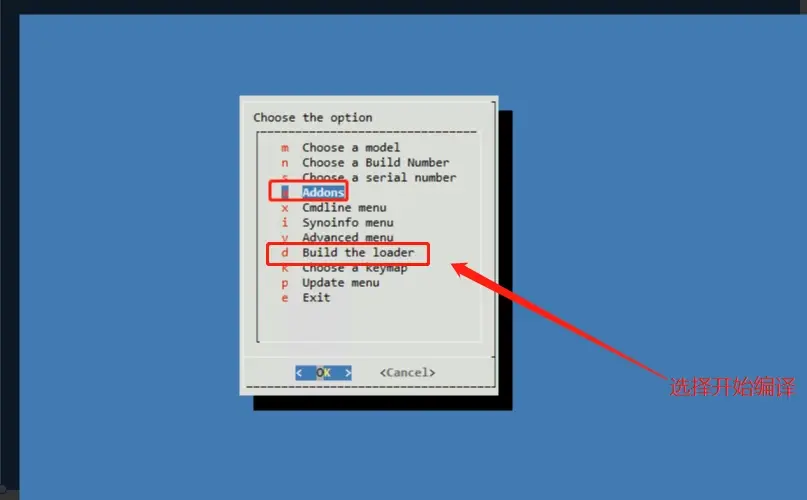 Choose the option
m Choose a model
n Choose a Build Number
s Choose a serial number
Addons
x Cmdline menu
i Synoinfo menu
v Advanced menu
d Build the loader
k Choose a keymap
p Update menu
e Exit
< OK > <Cancel>
选择开始编译